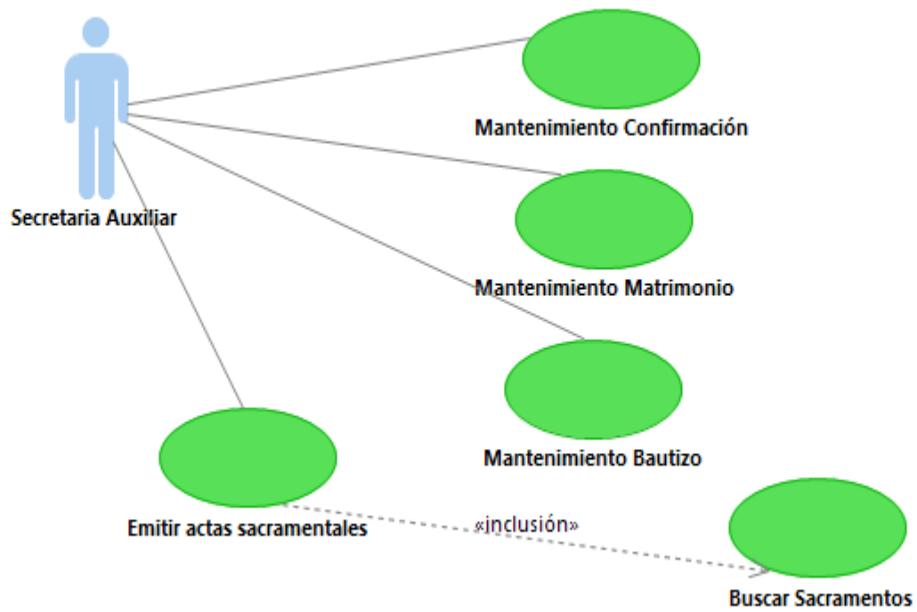 Mantenimiento Confirmación
Secretaria Auxiliar
Mantenimiento Matrimonio
Mantenimiento Bautizo
Emitir actas sacramentales
«inclusión»
Buscar Sacramentos